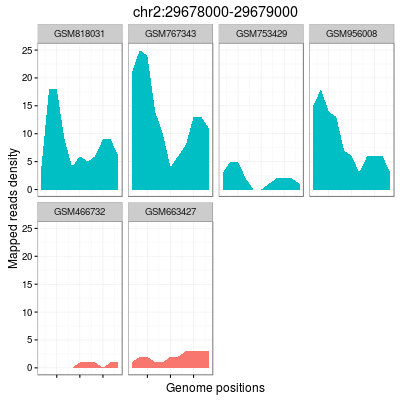 chr2:29678000-29679000
GSM818031 GSM767343 GSM753429 GSM956008
25
20
15
10
5
0
GSM466732 GSM663427
25
20
15
10
5
0
Mapped reads density
Genome positions